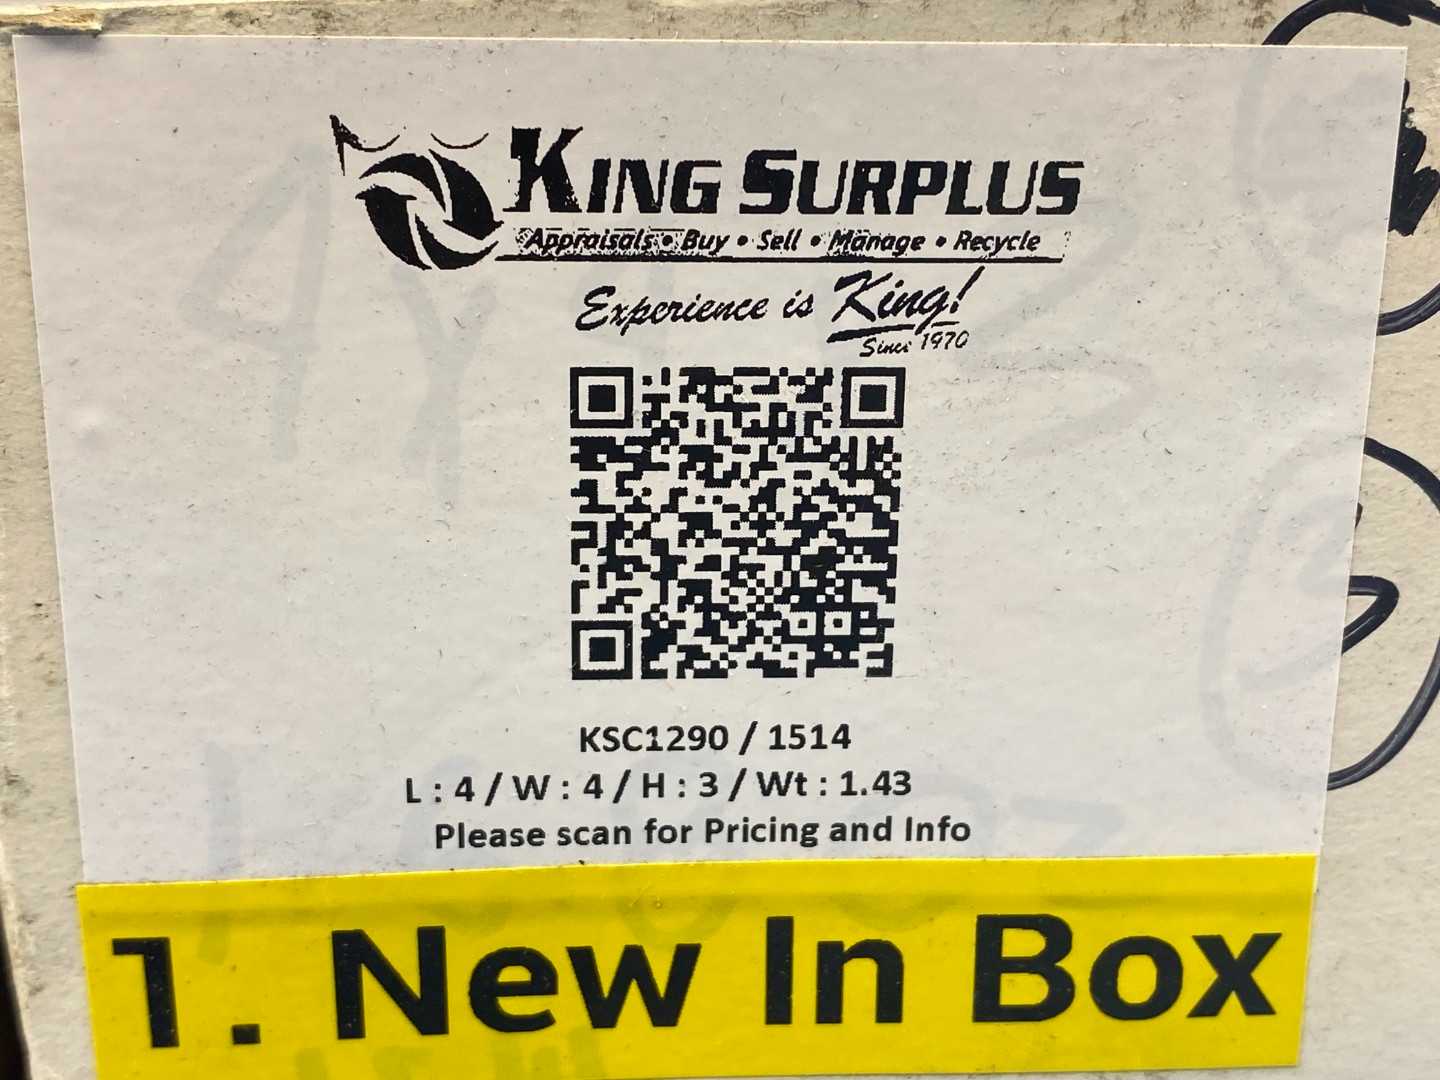 KING SURPLUS
Appraisals • Buy • Sell • Manage • Recycle
Experience is King!
Since 1970
KSC1290 / 1514
L : 4 / W : 4 / H : 3 / Wt : 1.43
Please scan for Pricing and Info
1. New In Box